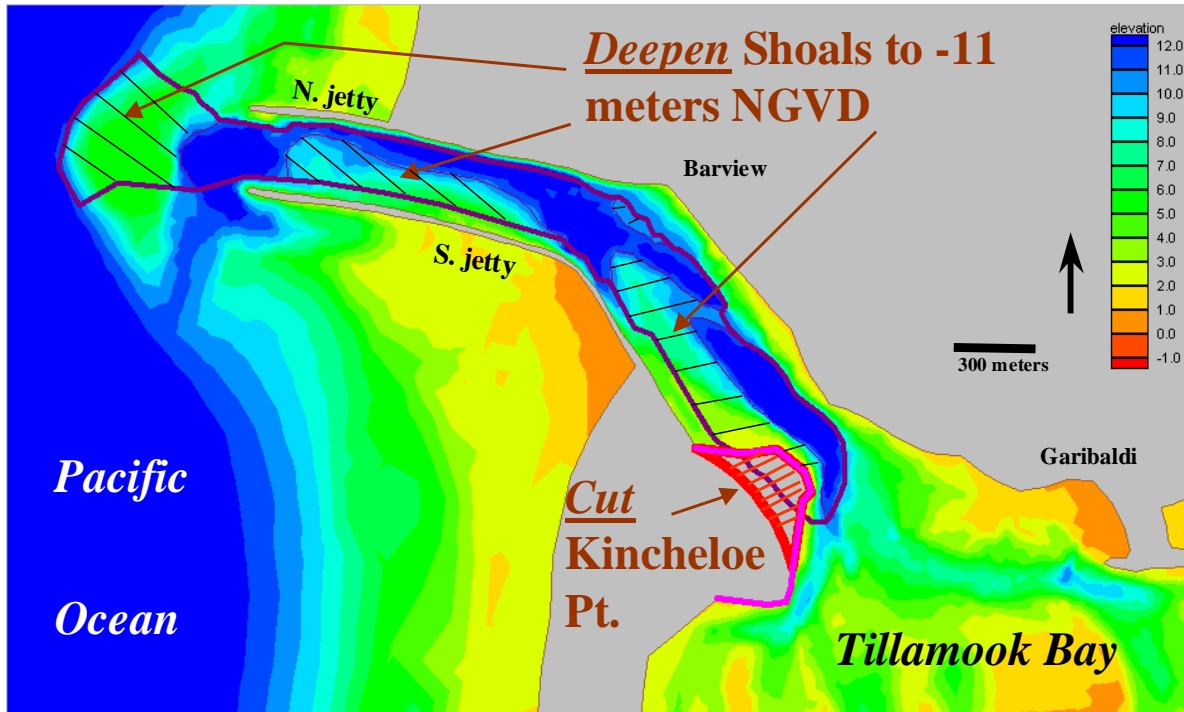 Deepen Shoals to -11
meters NGVD
N. jetty
Barview
S. jetty
elevation
12.0
11.0
10.0
9.0
8.0
7.0
6.0
5.0
4.0
3.0
2.0
1.0
0.0
-1.0
300 meters
Garibaldi
Pacific
Ocean
Cut
Kincheloe
Pt.
Tillamook Bay